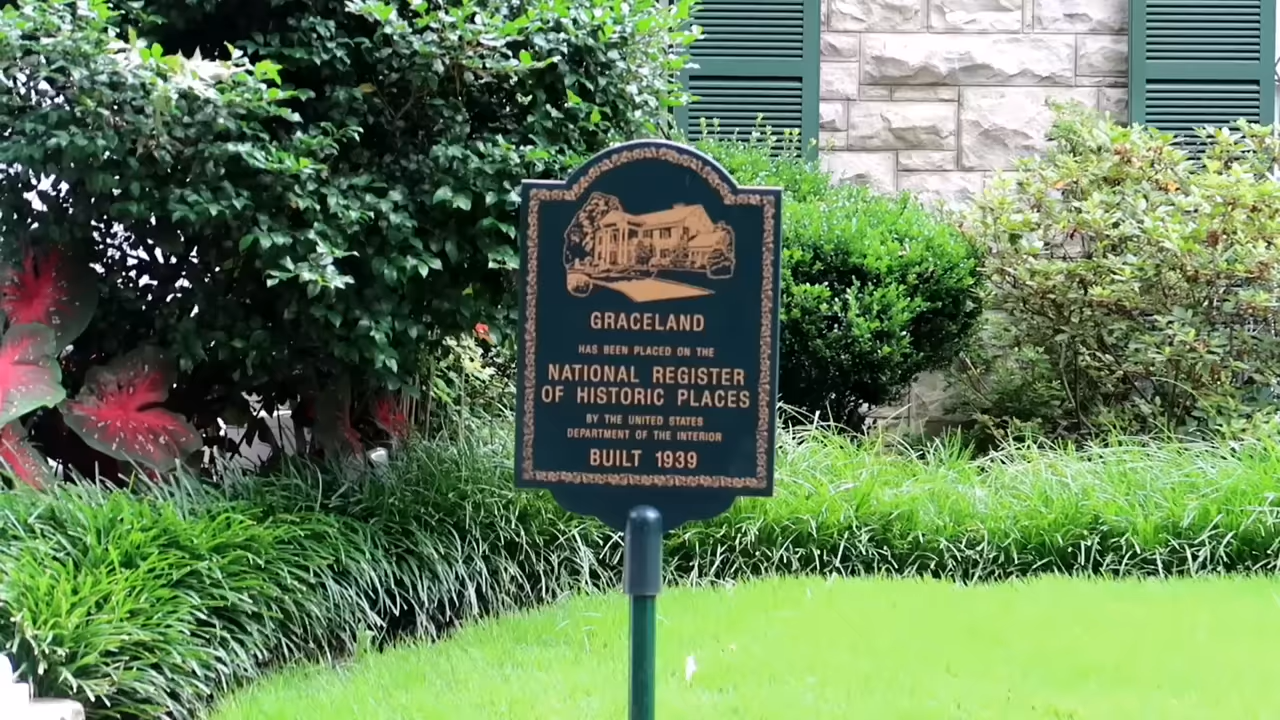 GRACELAND
HAS BEEN PLACED ON THE
NATIONAL REGISTER
OF HISTORIC PLACES
BY THE UNITED STATES
DEPARTMENT OF THE INTERIOR
BUILT 1939